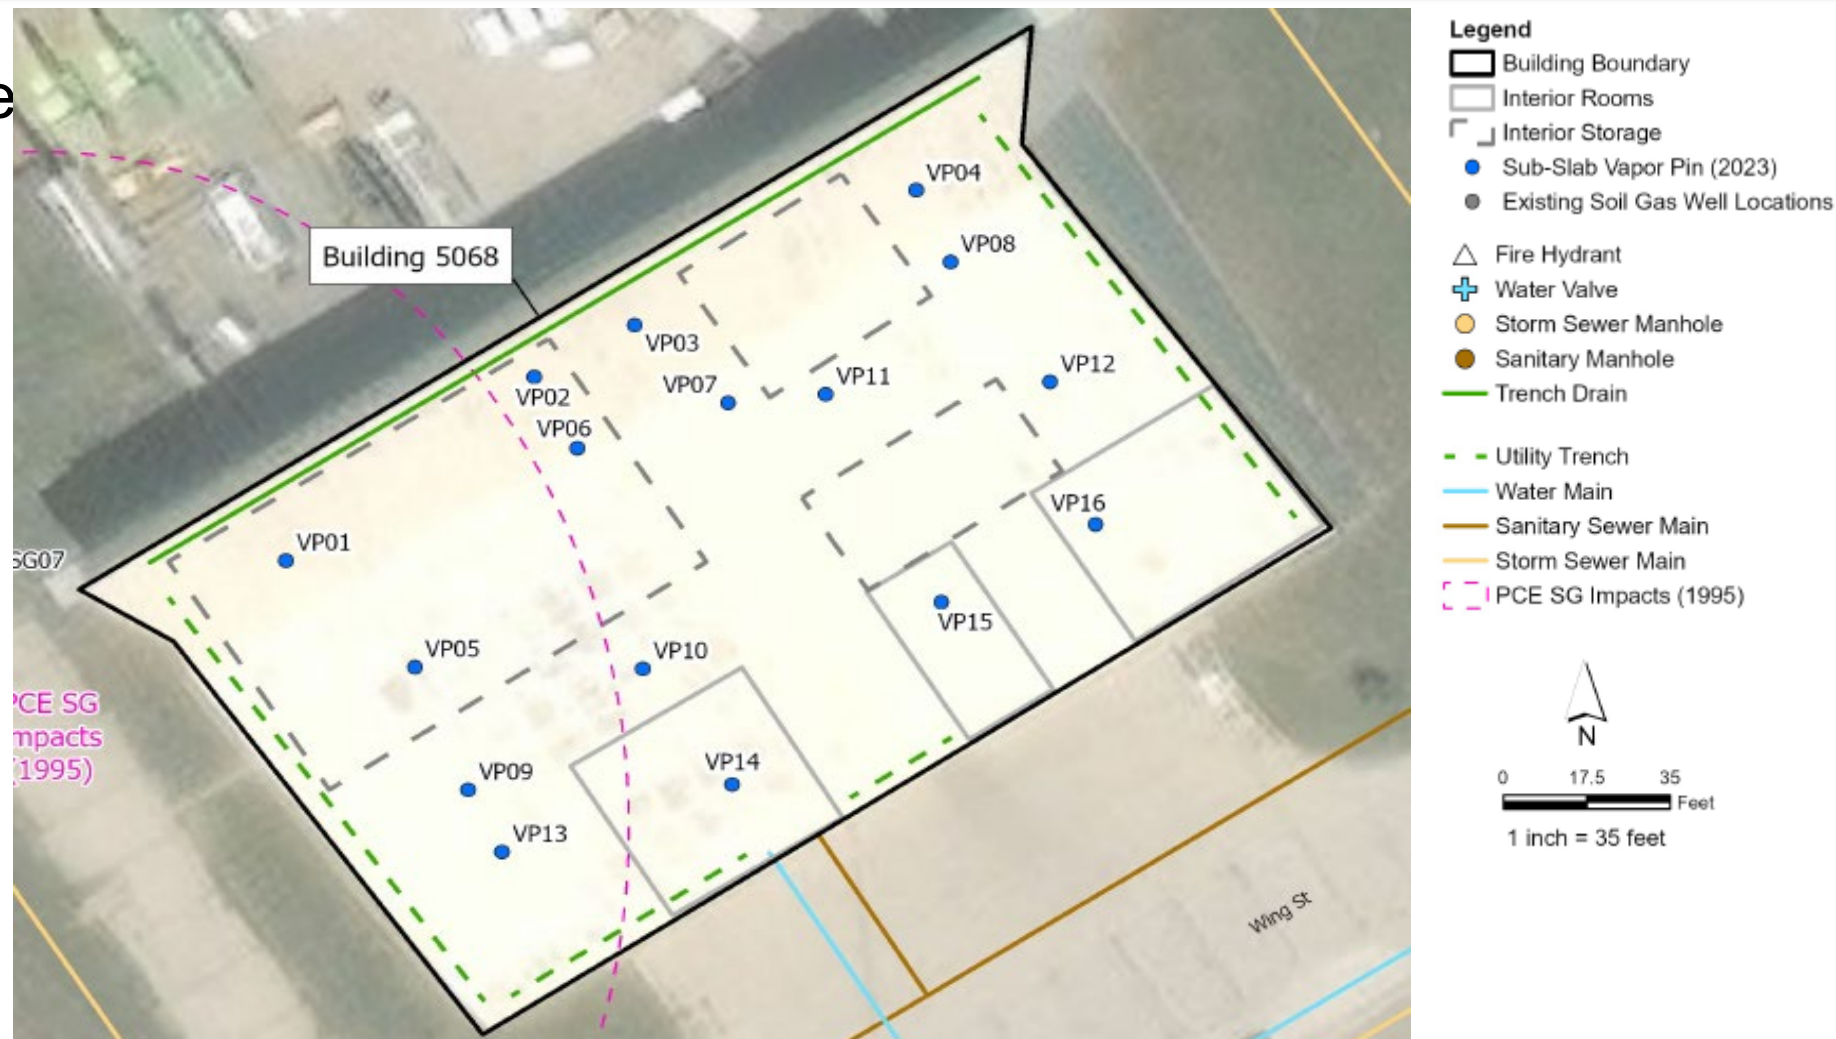 e
Building 5068
VP04
VP08
VP03
VP07
VP11
VP12
VP02
VP06
VP16
VP01
SG07
VP15
VP05
VP10
PCE SG
mpacts
(1995)
VP09
VP14
VP13
Wing St
Legend
Building Boundary
Interior Rooms
Interior Storage
Sub-Slab Vapor Pin (2023)
Existing Soil Gas Well Locations
Fire Hydrant
Water Valve
Storm Sewer Manhole
Sanitary Manhole
Trench Drain
Utility Trench
Water Main
Sanitary Sewer Main
Storm Sewer Main
PCE SG Impacts (1995)
N
0 17.5 35
Feet
1 inch = 35 feet